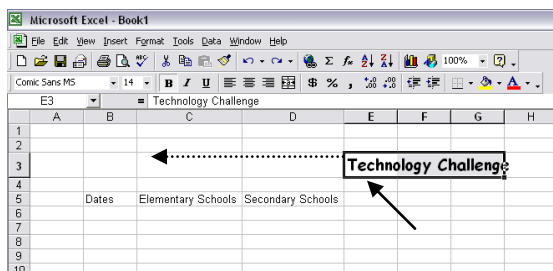 Microsoft Excel - Book1
File Edit View Insert Format Tools Data Window Help
Σ fx 100% ?
Comic Sans MS 14 B I U $ % ,
E3 = Technology Challenge
A B C D E F G H
1
2
3 Technology Challenge
4
5 Dates Elementary Schools Secondary Schools
6
7
8
9
10